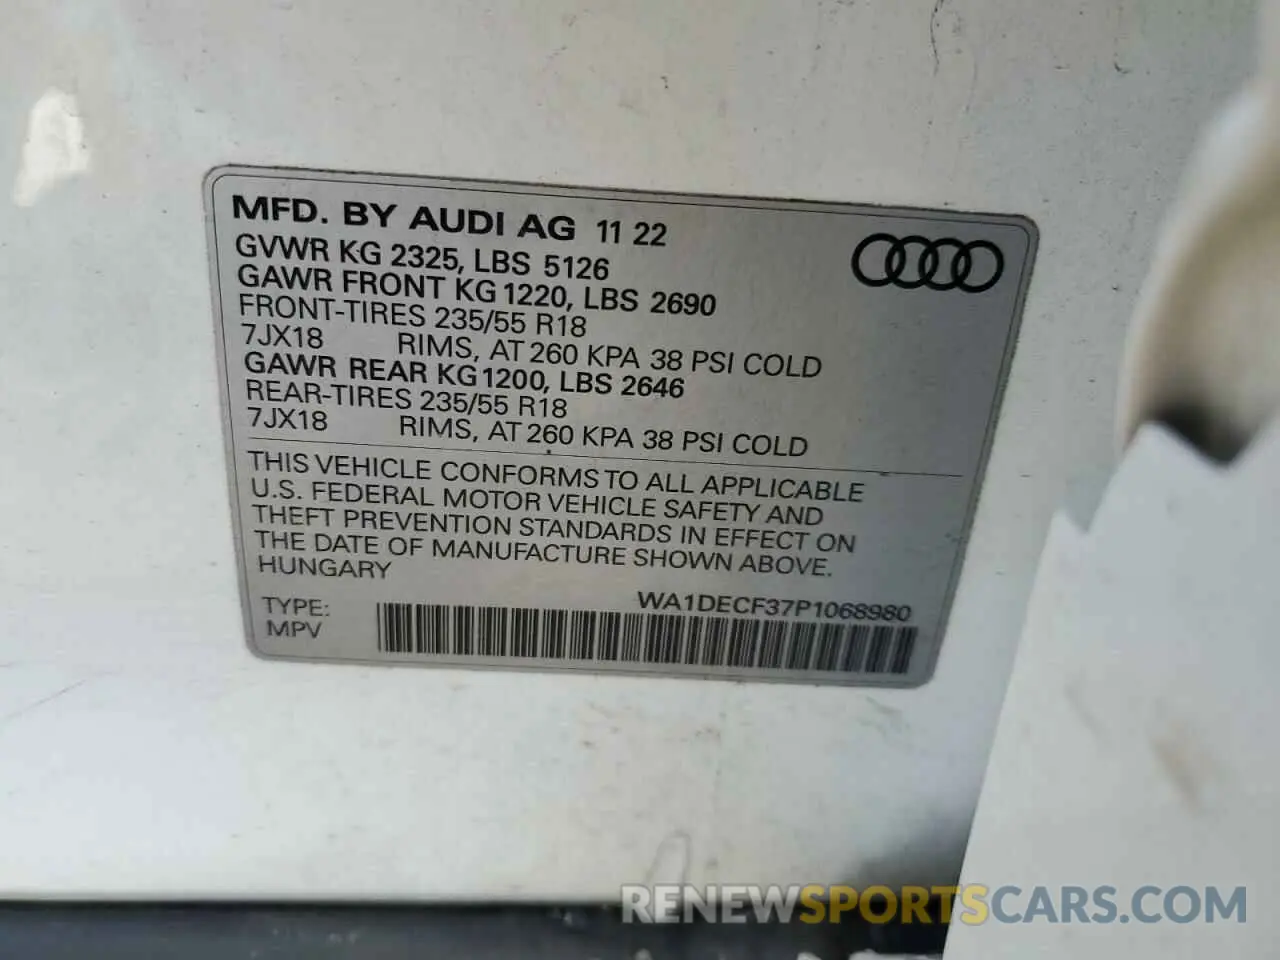 MFD. BY AUDI AG 11 22
GVWR KG 2325, LBS 5126
GAWR FRONT KG 1220, LBS 2690
FRONT-TIRES 235/55 R18
7JX18 RIMS, AT 260 KPA 38 PSI COLD
GAWR REAR KG 1200, LBS 2646
REAR-TIRES 235/55 R18
7JX18 RIMS, AT 260 KPA 38 PSI COLD
THIS VEHICLE CONFORMS TO ALL APPLICABLE
U.S. FEDERAL MOTOR VEHICLE SAFETY AND
THEFT PREVENTION STANDARDS IN EFFECT ON
THE DATE OF MANUFACTURE SHOWN ABOVE.
HUNGARY
WA1DECF37P1068980
TYPE:
MPV
RENEWSPORTSCARS.COM